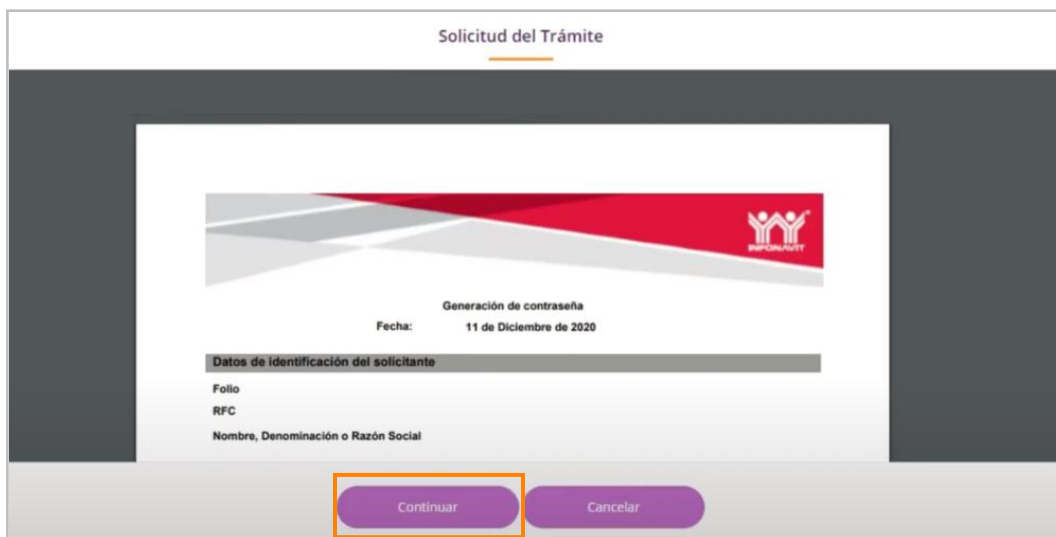 Solicitud del Trámite
INFONAVIT
Generación de contraseña
Fecha: 11 de Diciembre de 2020
Datos de identificación del solicitante
Folio
RFC
Nombre, Denominación o Razón Social
Continuar Cancelar